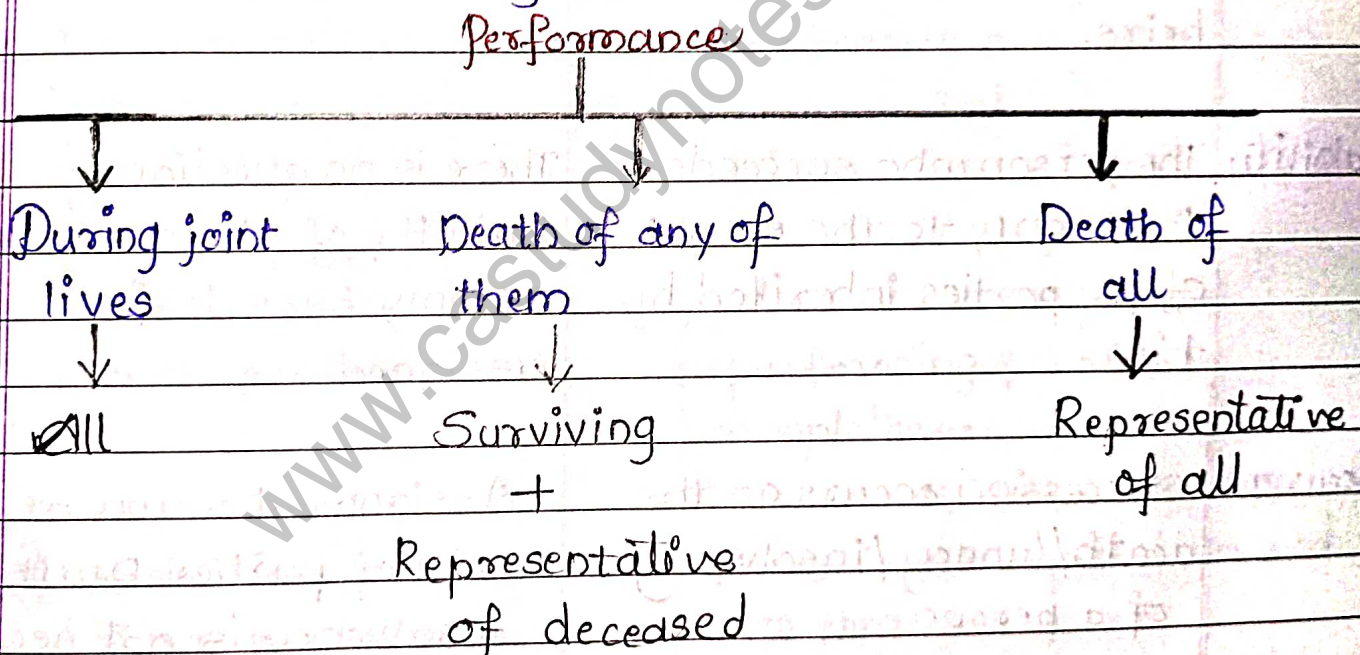 Performance
During joint
lives
Death of any of
them
Death of
all
All
Surviving
+
Representative
of deceased
Representative
of all
www.castudynotes